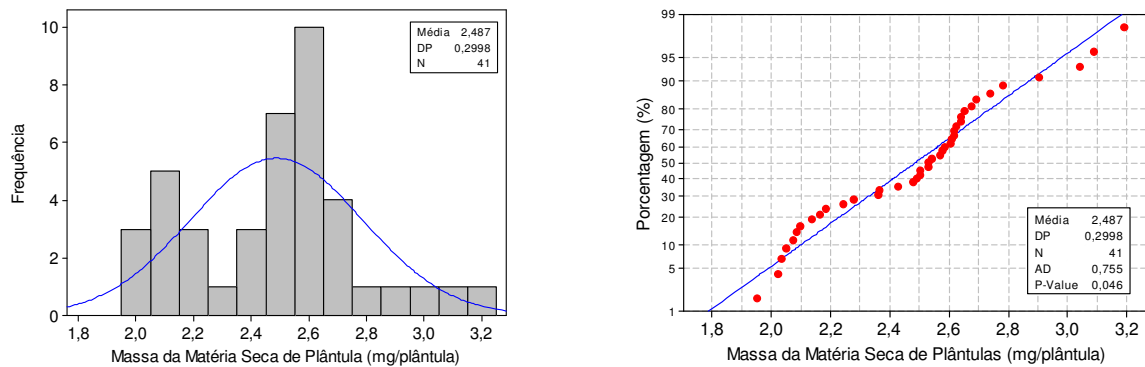 10
8
6
4
2
0
Frequência
Média 2,487
DP 0,2998
N 41
2,0 2,2 2,4 2,6 2,8 3,0 3,2
Massa da Matéria Seca de Plântula (mg/plântula)
99
95
90
80
70
60
50
40
30
20
10
5
1
Porcentagem (%)
Média 2,487
DP 0,2998
N 41
AD 0,755
P-Value 0,046
1,8 2,0 2,2 2,4 2,6 2,8 3,0 3,2
Massa da Matéria Seca de Plântulas (mg/plântula)